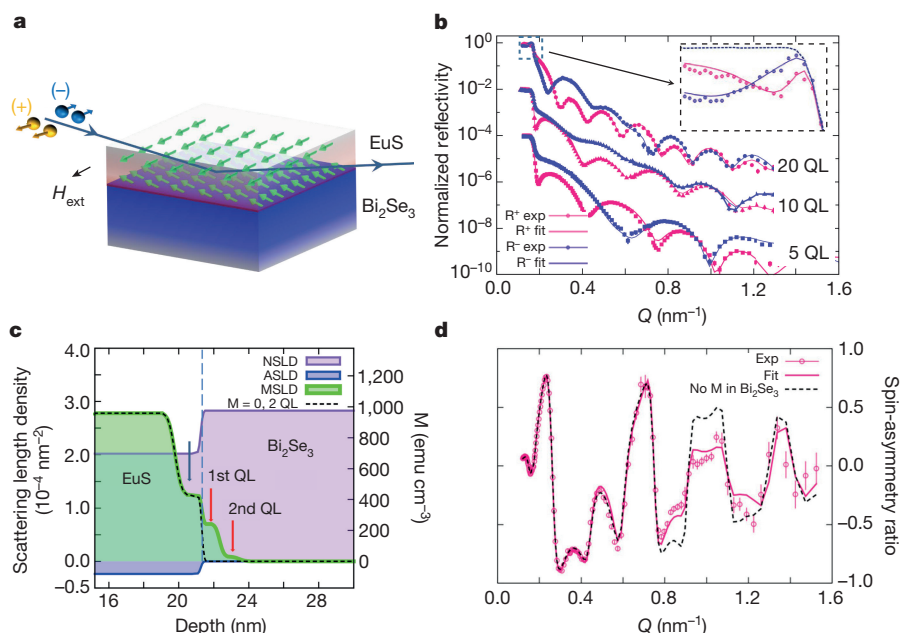 a
(+)
(−)
H_ext
EuS
Bi₂Se₃
b
Normalized reflectivity
10⁰
10⁻²
10⁻⁴
10⁻⁶
10⁻⁸
10⁻¹⁰
20 QL
10 QL
5 QL
R⁺ exp
R⁺ fit
R⁻ exp
R⁻ fit
0 0.4 0.8 1.2 1.6
Q (nm⁻¹)
c
Scattering length density
(10⁻⁴ nm⁻²)
4.0
3.0
2.0
1.0
0.0
−0.5
NSLD
ASLD
MSLD
M = 0, 2 QL
EuS
Bi₂Se₃
1st QL
2nd QL
1,200
1,000
800
600
400
200
0
M (emu cm⁻³)
16 20 24 28
Depth (nm)
d
Exp
Fit
No M in Bi₂Se₃
1.0
0.5
0.0
−0.5
−1.0
Spin-asymmetry ratio
0 0.4 0.8 1.2 1.6
Q (nm⁻¹)